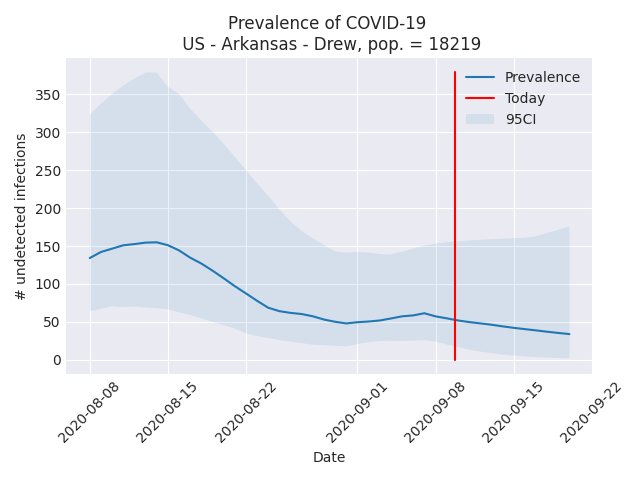 Prevalence of COVID-19
US - Arkansas - Drew, pop. = 18219
Prevalence
Today
95CI
# undetected infections
350
300
250
200
150
100
50
0
2020-08-08
2020-08-15
2020-08-22
2020-09-01
2020-09-08
2020-09-15
2020-09-22
Date